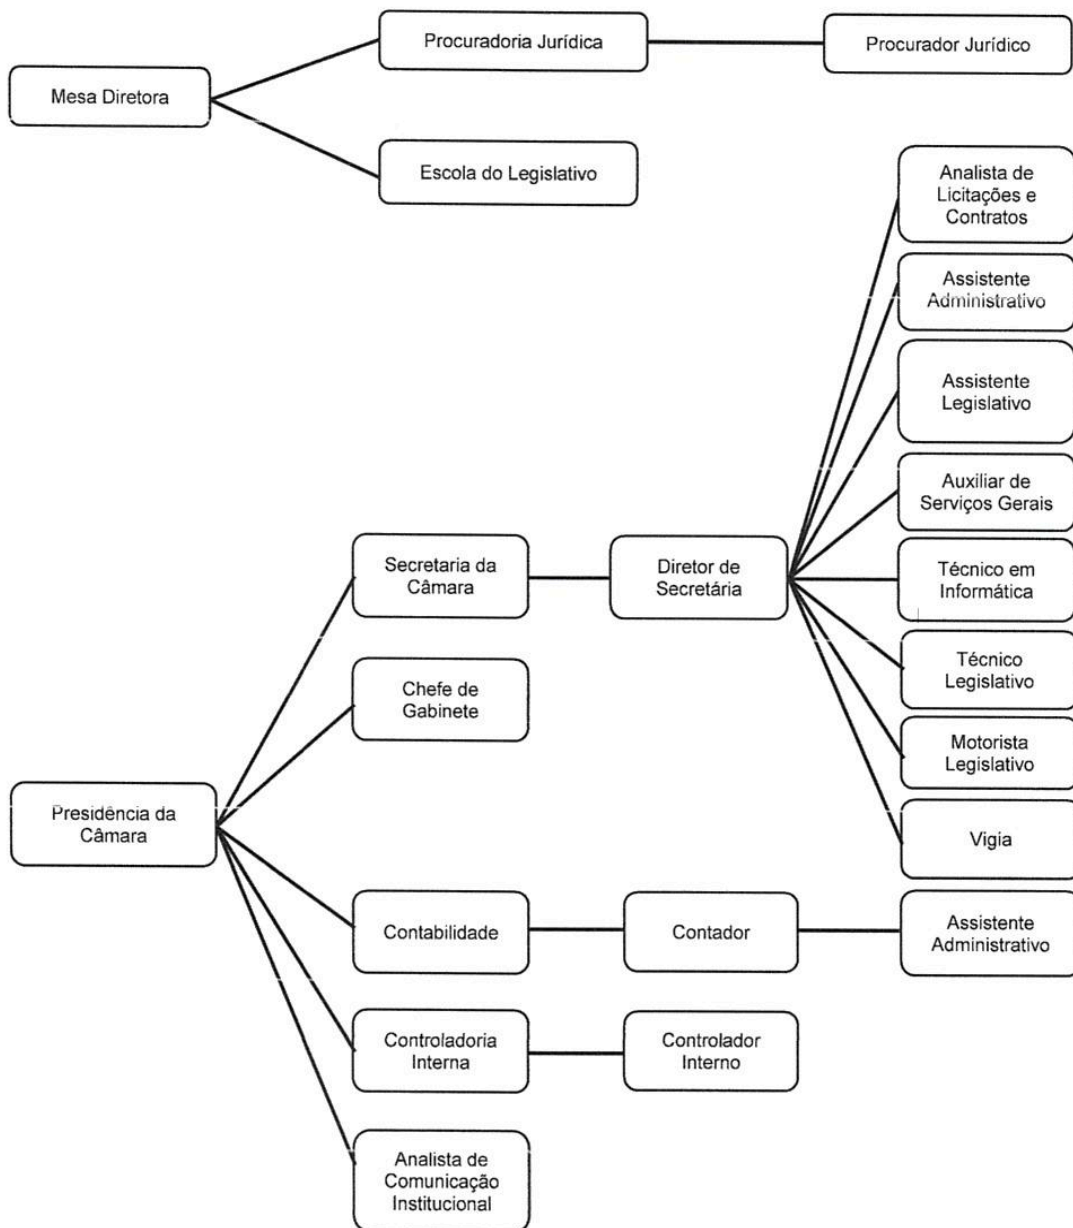 Mesa Diretora
Procuradoria Jurídica
Procurador Jurídico
Escola do Legislativo
Presidência da
Câmara
Secretaria da
Câmara
Diretor de
Secretária
Analista de
Licitações e
Contratos
Assistente
Administrativo
Assistente
Legislativo
Auxiliar de
Serviços Gerais
Técnico em
Informática
Técnico
Legislativo
Motorista
Legislativo
Vigia
Chefe de
Gabinete
Contabilidade
Contador
Assistente
Administrativo
Controladoria
Interna
Controlador
Interno
Analista de
Comunicação
Institucional